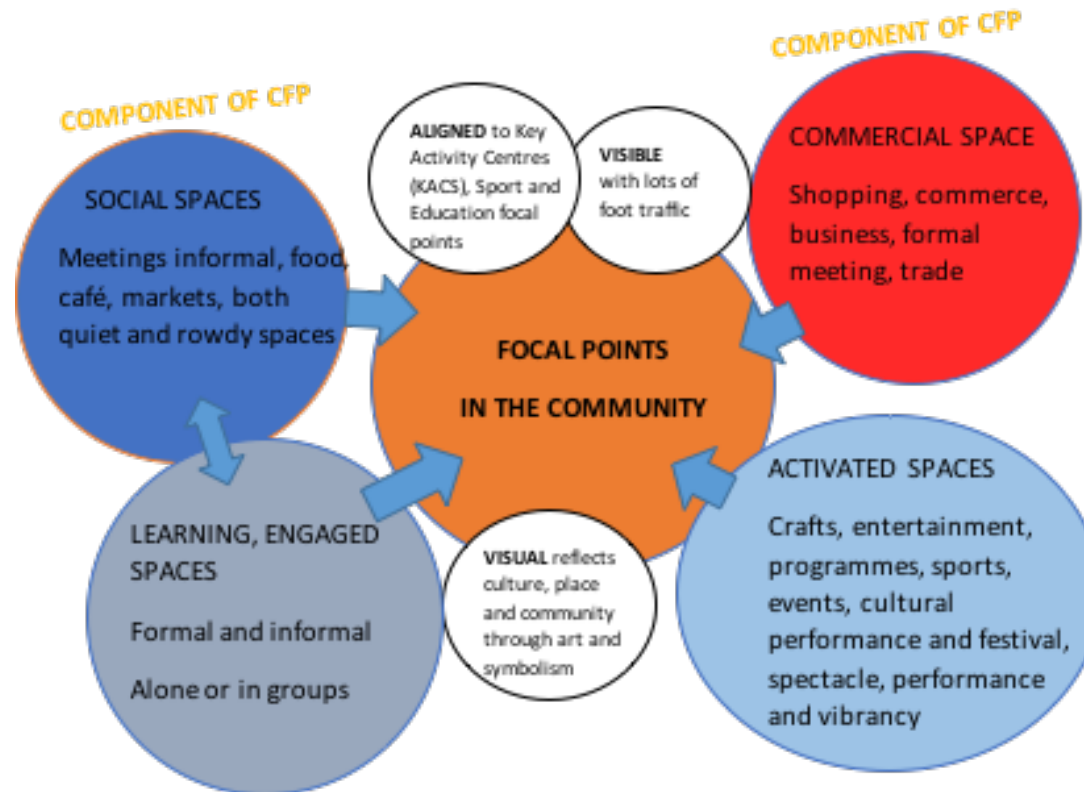 COMPONENT OF CFP
COMPONENT OF CFP
SOCIAL SPACES
Meetings informal, food,
café, markets, both
quiet and rowdy spaces
ALIGNED to Key
Activity Centres
(KACS), Sport and
Education focal
points
VISIBLE
with lots of
foot traffic
COMMERCIAL SPACE
Shopping, commerce,
business, formal
meeting, trade
FOCAL POINTS
IN THE COMMUNITY
LEARNING, ENGAGED
SPACES
Formal and informal
Alone or in groups
VISUAL reflects
culture, place
and community
through art and
symbolism
ACTIVATED SPACES
Crafts, entertainment,
programmes, sports,
events, cultural
performance and festival,
spectacle, performance
and vibrancy